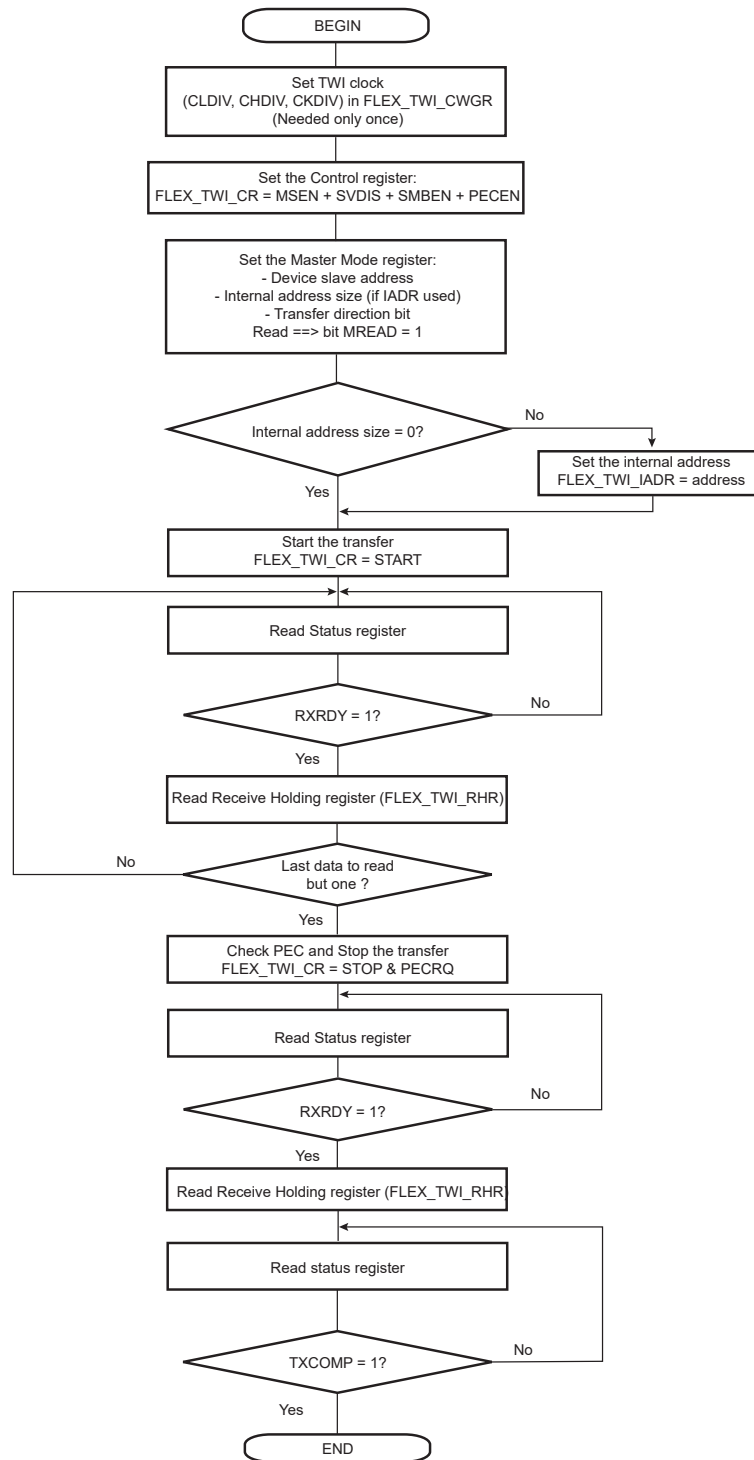 BEGIN
Set TWI clock
(CLDIV, CHDIV, CKDIV) in FLEX_TWI_CWGR
(Needed only once)
Set the Control register:
FLEX_TWI_CR = MSEN + SVDIS + SMBEN + PECEN
Set the Master Mode register:
- Device slave address
- Internal address size (if IADR used)
- Transfer direction bit
Read ==> bit MREAD = 1
Internal address size = 0?
No
Set the internal address
FLEX_TWI_IADR = address
Yes
Start the transfer
FLEX_TWI_CR = START
Read Status register
RXRDY = 1?
No
Yes
Read Receive Holding register (FLEX_TWI_RHR)
No
Last data to read
but one ?
Yes
Check PEC and Stop the transfer
FLEX_TWI_CR = STOP & PECRQ
Read Status register
RXRDY = 1?
No
Yes
Read Receive Holding register (FLEX_TWI_RHR)
Read status register
TXCOMP = 1?
No
Yes
END